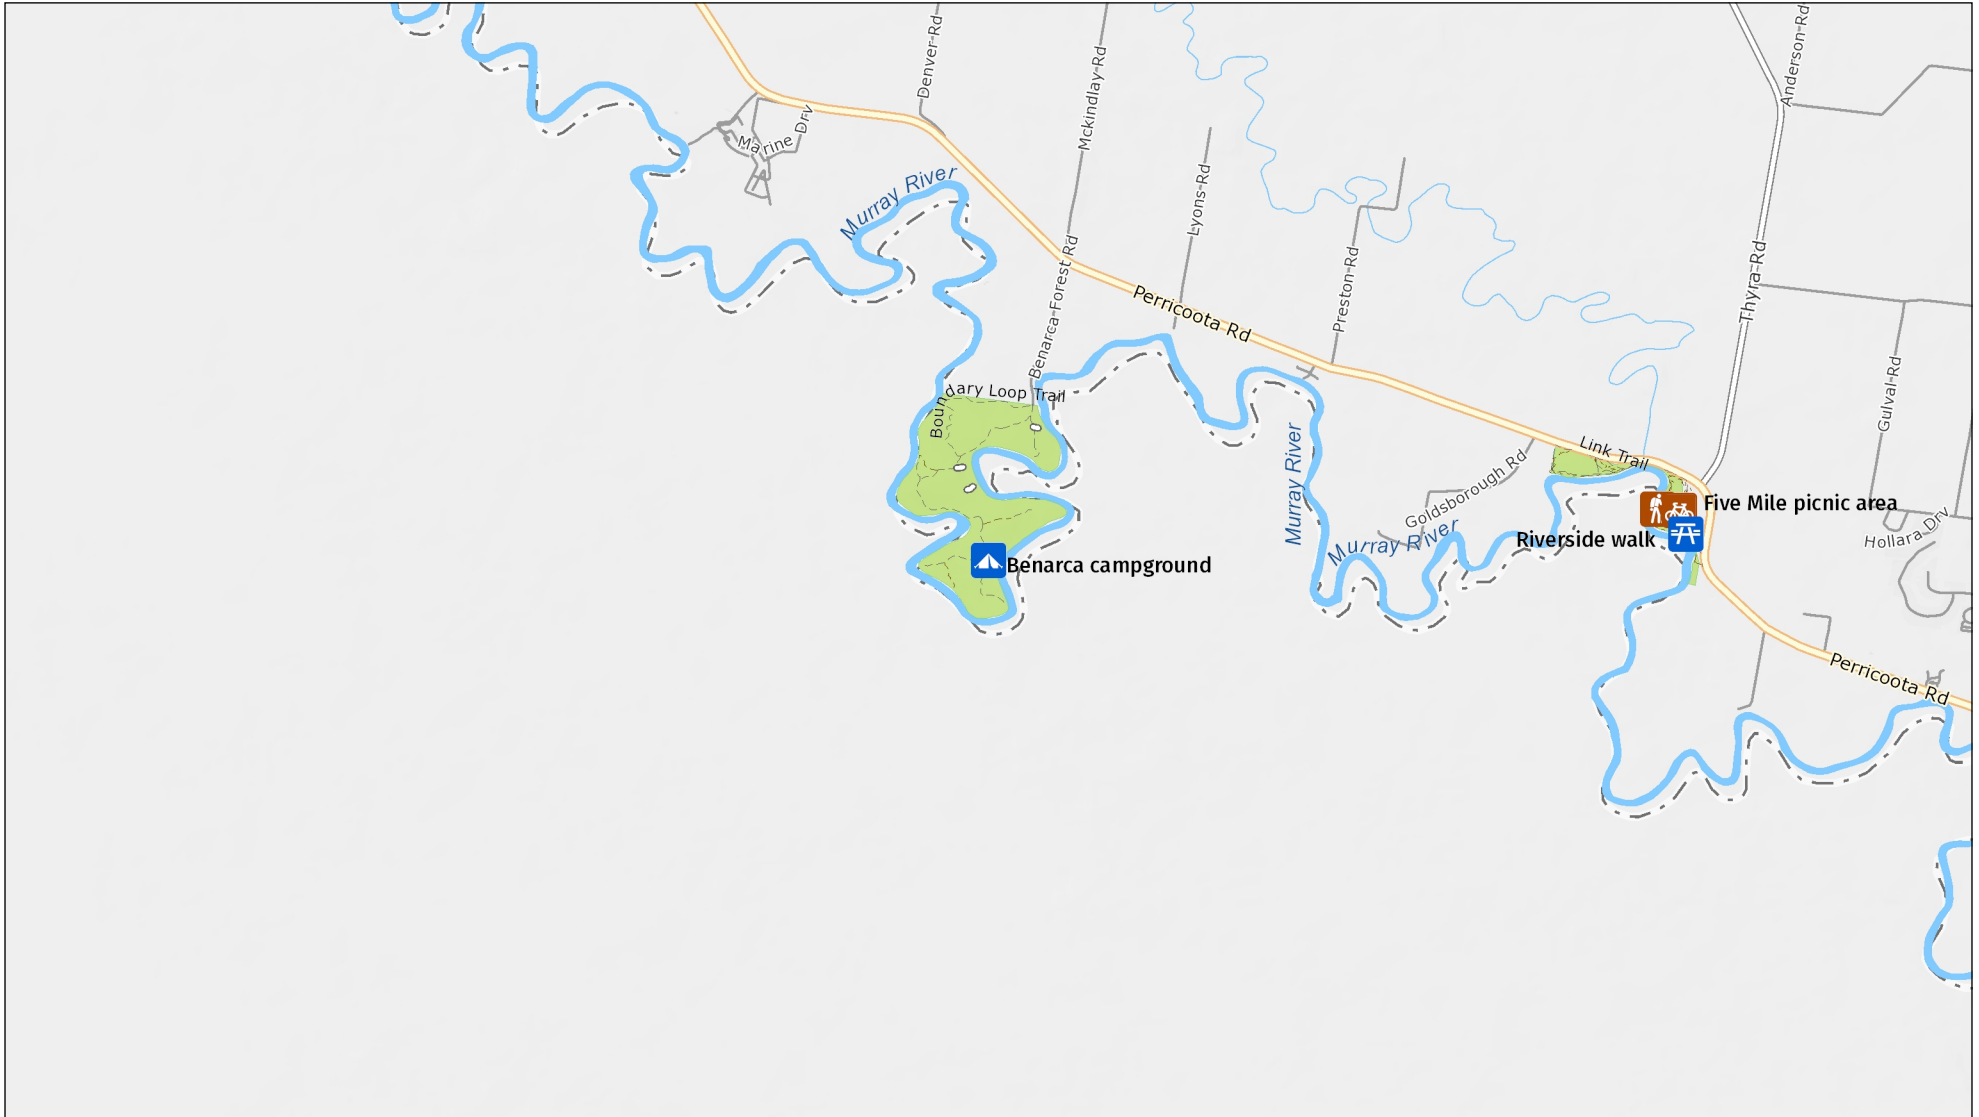 Denver Rd
Mckindlay Rd
Anderson Rd
Marine Drv
Murray River
Lyons Rd
Benarca Forest Rd
Preston Rd
Thyra Rd
Perricoota Rd
Boundary Loop Trail
Gulval Rd
Murray River
Link Trail
Goldsborough Rd
Five Mile picnic area
Hollara Drv
Murray River
Riverside walk
Benarca campground
Perricoota Rd